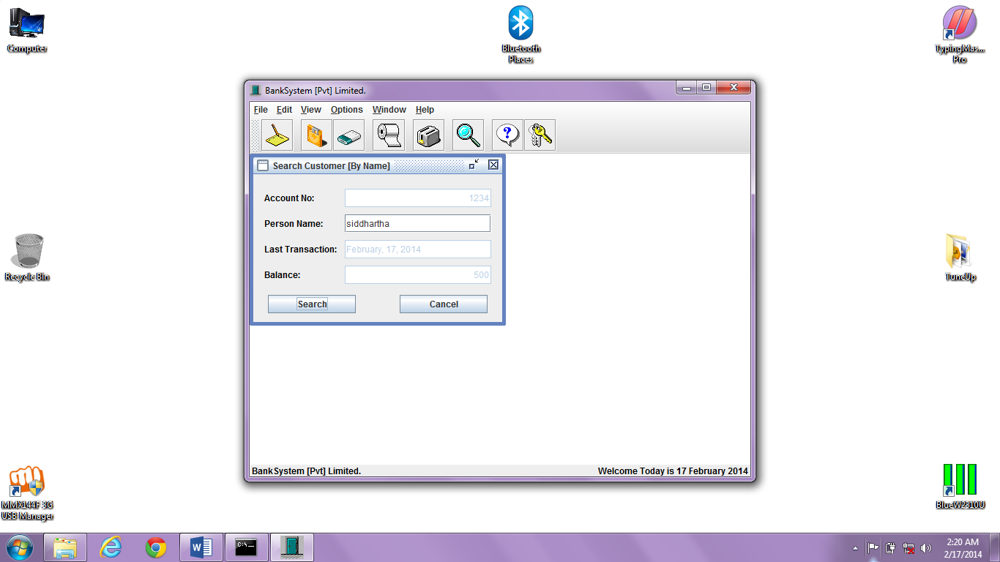 Computer
Bluetooth
Places
TypingMas...
Pro
BankSystem [Pvt] Limited.
File Edit View Options Window Help
Search Customer [By Name]
Account No: 1234
Person Name: siddhartha
Last Transaction: February, 17, 2014
Balance: 500
Search Cancel
Recycle Bin
TuneUp
BankSystem [Pvt] Limited. Welcome Today is 17 February 2014
MMX144F 3G
USB Manager
BlueW2310U
C:\_
2:20 AM
2/17/2014